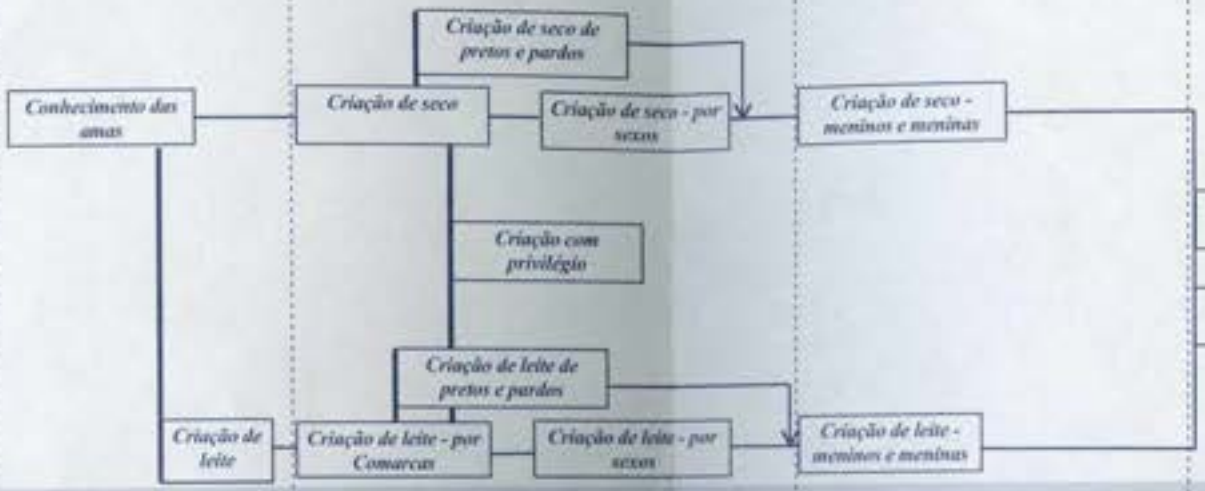 Criação de seco de
pretos e pardos
Conhecimento das
amas
Criação de seco
Criação de seco - por
sexos
Criação de seco -
meninos e meninas
Criação com
privilégio
Criação de leite de
pretos e pardos
Criação de
leite
Criação de leite - por
Comarcas
Criação de leite - por
sexos
Criação de leite -
meninos e meninas